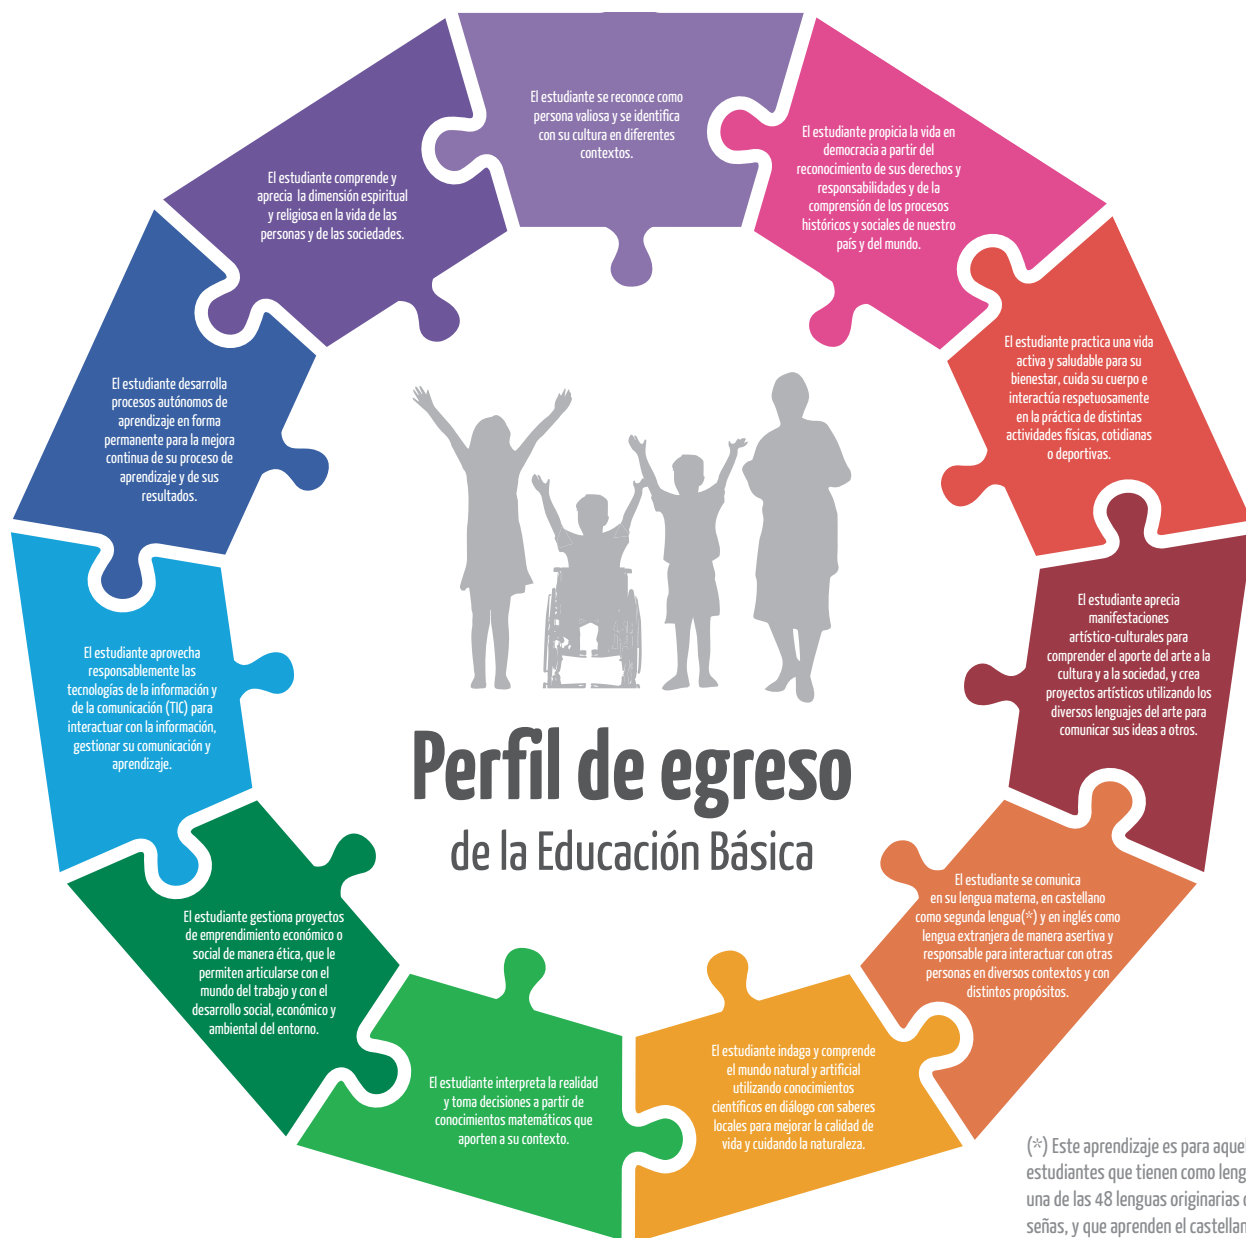 El estudiante se reconoce como
persona valiosa y se identifica
con su cultura en diferentes
contextos.
El estudiante propicia la vida en
democracia a partir del
reconocimiento de sus derechos y
responsabilidades y de la
comprensión de los procesos
históricos y sociales de nuestro
país y del mundo.
El estudiante practica una vida
activa y saludable para su
bienestar, cuida su cuerpo e
interactúa respetuosamente
en la práctica de distintas
actividades físicas, cotidianas
o deportivas.
El estudiante aprecia
manifestaciones
artístico-culturales para
comprender el aporte del arte a la
cultura y a la sociedad, y crea
proyectos artísticos utilizando los
diversos lenguajes del arte para
comunicar sus ideas a otros.
El estudiante se comunica
en su lengua materna, en castellano
como segunda lengua(*) y en inglés como
lengua extranjera de manera asertiva y
responsable para interactuar con otras
personas en diversos contextos y con
distintos propósitos.
El estudiante indaga y comprende
el mundo natural y artificial
utilizando conocimientos
científicos en diálogo con saberes
locales para mejorar la calidad de
vida y cuidando la naturaleza.
El estudiante interpreta la realidad
y toma decisiones a partir de
conocimientos matemáticos que
aporten a su contexto.
El estudiante gestiona proyectos
de emprendimiento económico o
social de manera ética, que le
permiten articularse con el
mundo del trabajo y con el
desarrollo social, económico y
ambiental del entorno.
El estudiante aprovecha
responsablemente las
tecnologías de la información y
de la comunicación (TIC) para
interactuar con la información,
gestionar su comunicación y
aprendizaje.
El estudiante desarrolla
procesos autónomos de
aprendizaje en forma
permanente para la mejora
continua de su proceso de
aprendizaje y de sus
resultados.
El estudiante comprende y
aprecia la dimensión espiritual
y religiosa en la vida de las
personas y de las sociedades.
Perfil de egreso
de la Educación Básica
(*) Este aprendizaje es para
estudiantes que tienen como
una de las 48 lenguas originarias
señas, y que aprenden el